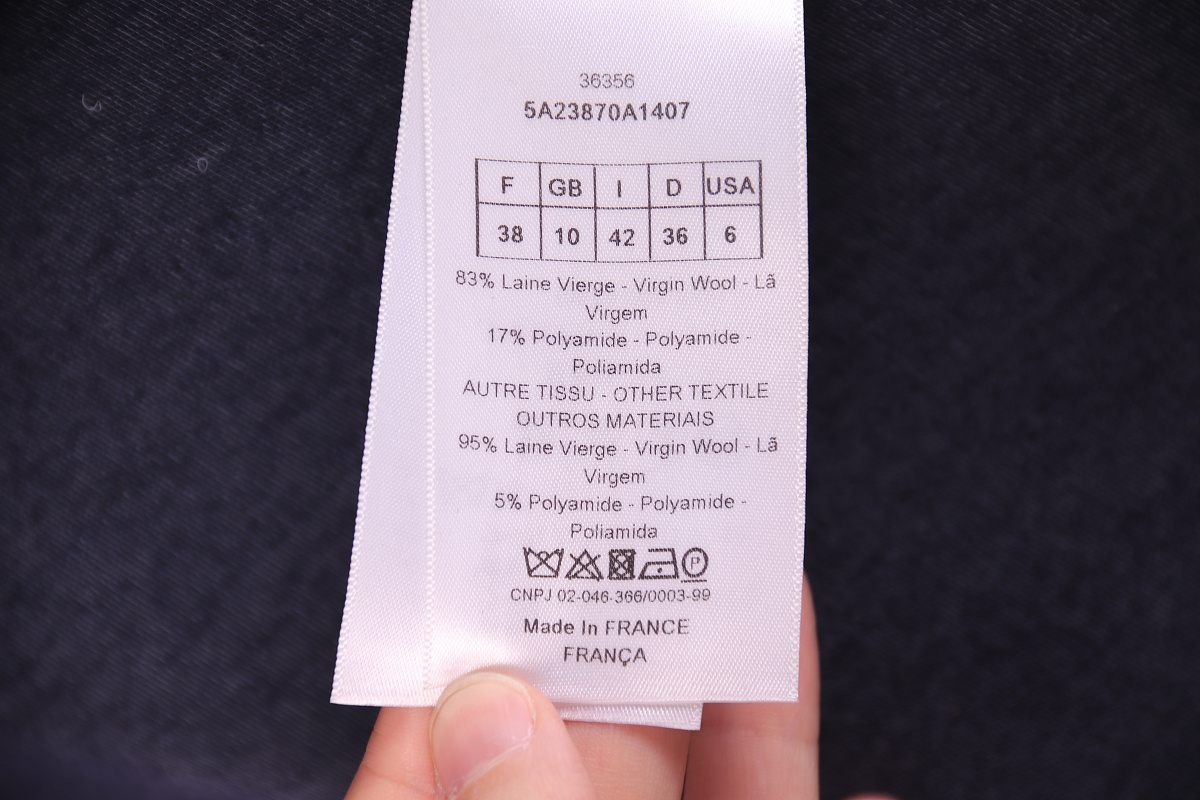 36356
5A23870A1407
F GB I D USA
38 10 42 36 6
83% Laine Vierge - Virgin Wool - Lã
Virgem
17% Polyamide - Polyamide -
Poliamida
AUTRE TISSU - OTHER TEXTILE
OUTROS MATERIAIS
95% Laine Vierge - Virgin Wool - Lã
Virgem
5% Polyamide - Polyamide -
Poliamida
P
CNPJ 02-046-366/0003-99
Made In FRANCE
FRANÇA